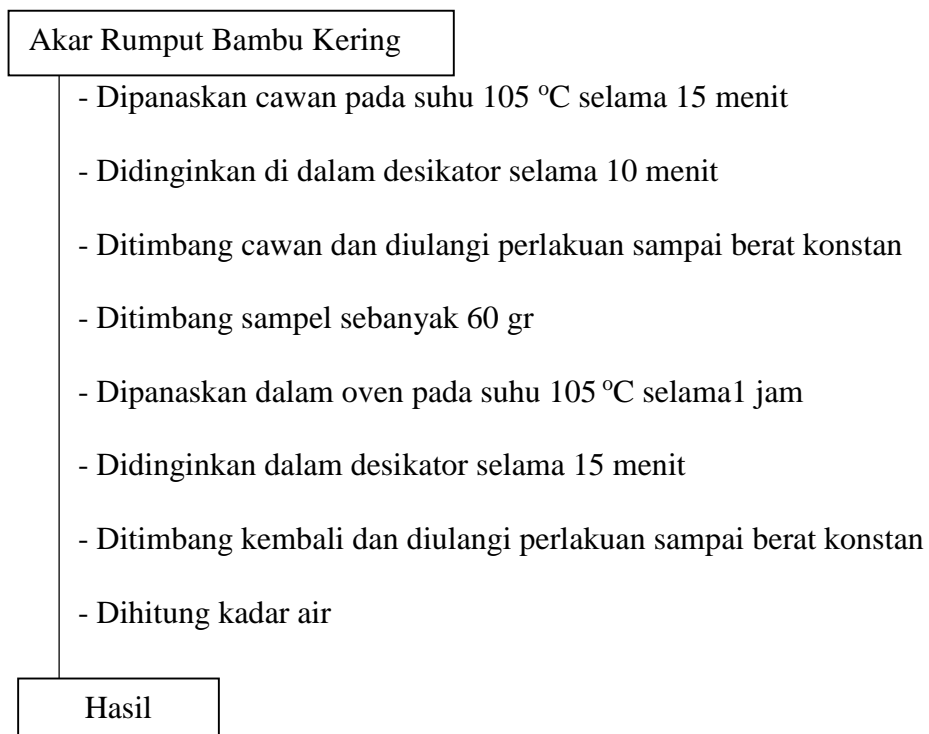 Akar Rumput Bambu Kering
- Dipanaskan cawan pada suhu 105 ºC selama 15 menit
- Didinginkan di dalam desikator selama 10 menit
- Ditimbang cawan dan diulangi perlakuan sampai berat konstan
- Ditimbang sampel sebanyak 60 gr
- Dipanaskan dalam oven pada suhu 105 ºC selama1 jam
- Didinginkan dalam desikator selama 15 menit
- Ditimbang kembali dan diulangi perlakuan sampai berat konstan
- Dihitung kadar air
Hasil